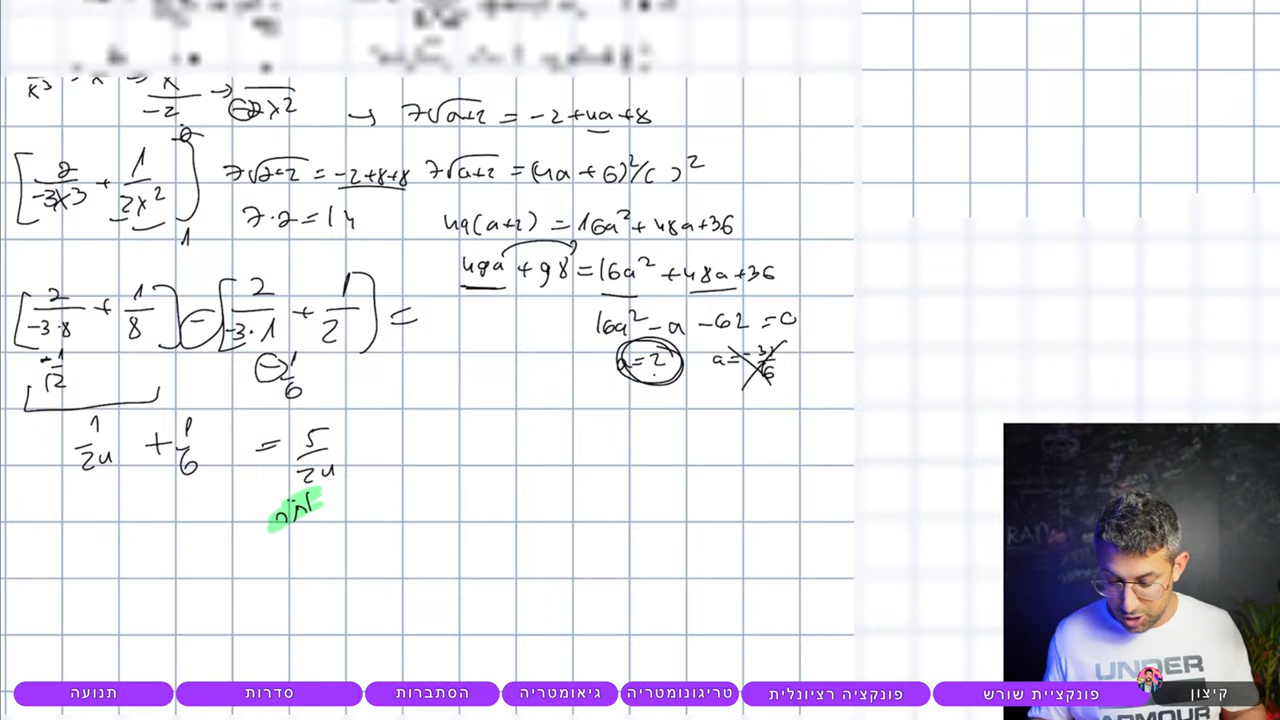 → 7√a+2 = -2+4a+8
[2/-3x³ + 1/2x²]
7√2+2 = -2+8+8
7·2=14
7√a+2 = (4a+6)²/( )²
49(a+2) = 16a²+48a+36
49a+98 = 16a²+48a+36
16a²-a-62=0
a=2
a=-31/16
[2/-3·8 + 1/8] - [2/-3·1 + 1/2] =
-1/12
-1/6
1/24 + 1/6 = 5/24
תנועה
סדרות
הסתברות
גיאומטריה
טריגונומטריה
פונקציה רציונלית
פונקציית שורש
קיצון
UNDER
ARMOUR